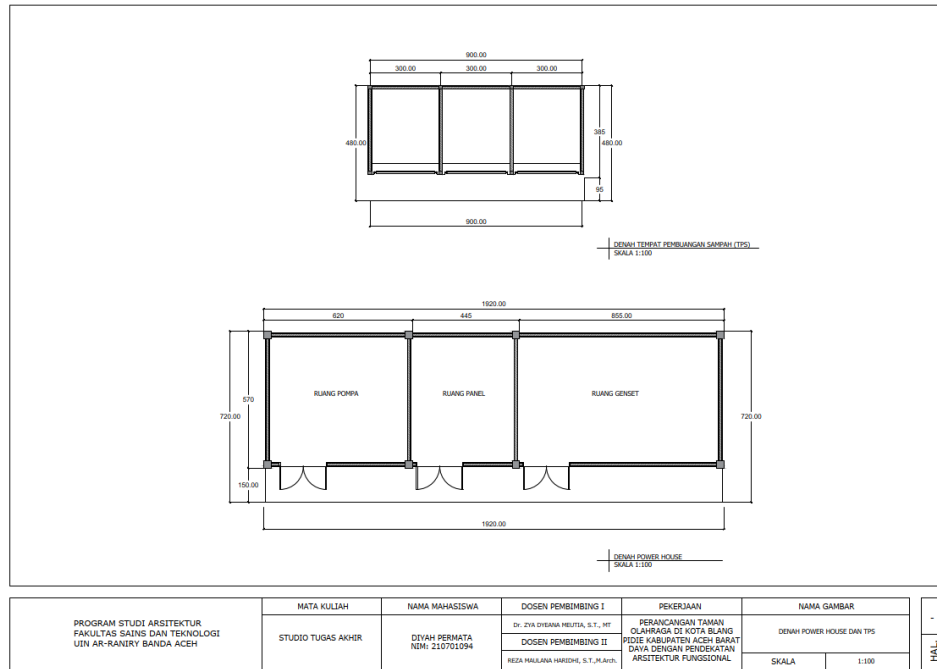 900.00
300.00 300.00 300.00
480.00
385
480.00
95
900.00
DENAH TEMPAT PEMBUANGAN SAMPAH (TPS)
SKALA 1:100
1920.00
620 445 855.00
RUANG POMPA RUANG PANEL RUANG GENSET
570
720.00
720.00
150.00
1920.00
DENAH POWER HOUSE
SKALA 1:100
PROGRAM STUDI ARSITEKTUR
FAKULTAS SAINS DAN TEKNOLOGI
UIN AR-RANIRY BANDA ACEH
MATA KULIAH
STUDIO TUGAS AKHIR
NAMA MAHASISWA
DIYAH PERMATA
NIM: 210701094
DOSEN PEMBIMBING I
Dr. ZYA DYEANA MEUTIA, S.T., MT
DOSEN PEMBIMBING II
REZA MAULANA HARIDHI, S.T.,M.Arch.
PEKERJAAN
PERANCANGAN TAMAN
OLAHRAGA DI KOTA BLANG
PIDIE KABUPATEN ACEH BARAT
DAYA DENGAN PENDEKATAN
ARSITEKTUR FUNGSIONAL
NAMA GAMBAR
DENAH POWER HOUSE DAN TPS
SKALA 1:100
-
HAL.